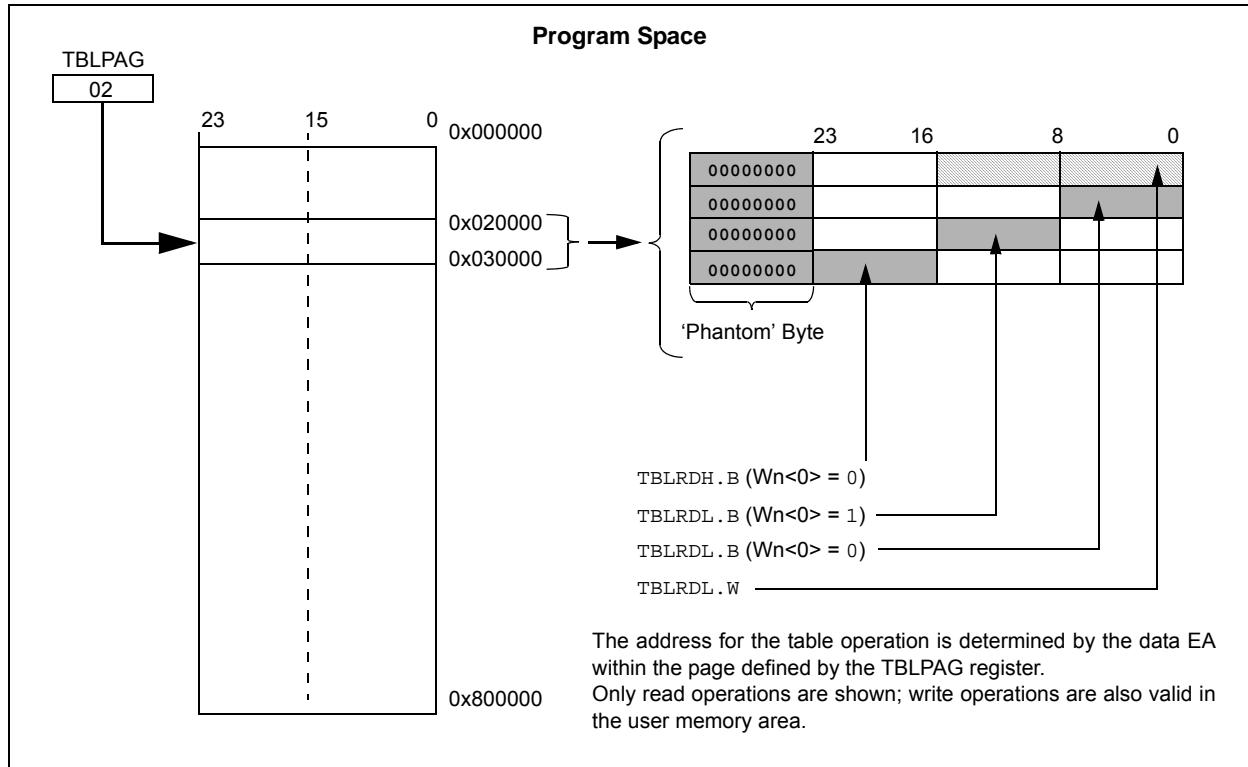 Program Space
TBLPAG
02
23 15 0
0x000000
0x020000
0x030000
0x800000
23 16 8 0
00000000
00000000
00000000
00000000
‘Phantom’ Byte
TBLRDH.B (Wn<0> = 0)
TBLRDL.B (Wn<0> = 1)
TBLRDL.B (Wn<0> = 0)
TBLRDL.W
The address for the table operation is determined by the data EA
within the page defined by the TBLPAG register.
Only read operations are shown; write operations are also valid in
the user memory area.